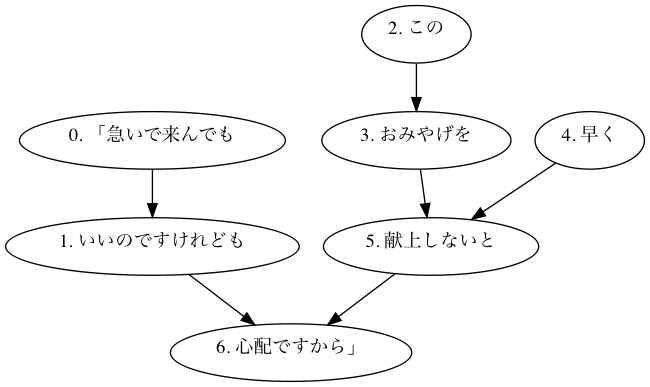 2. この
0. 「急いで来んでも
3. おみやげを
4. 早く
1. いいのですけれども
5. 献上しないと
6. 心配ですから」